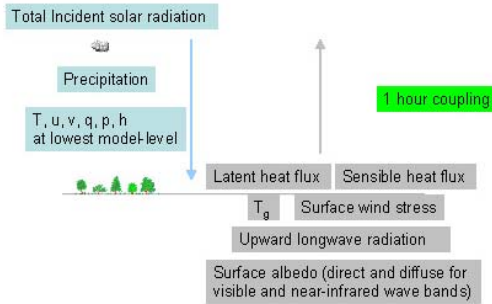 Total Incident solar radiation
Precipitation
T, u, v, q, p, h
at lowest model-level
1 hour coupling
Latent heat flux
Sensible heat flux
Tg
Surface wind stress
Upward longwave radiation
Surface albedo (direct and diffuse for
visible and near-infrared wave bands)